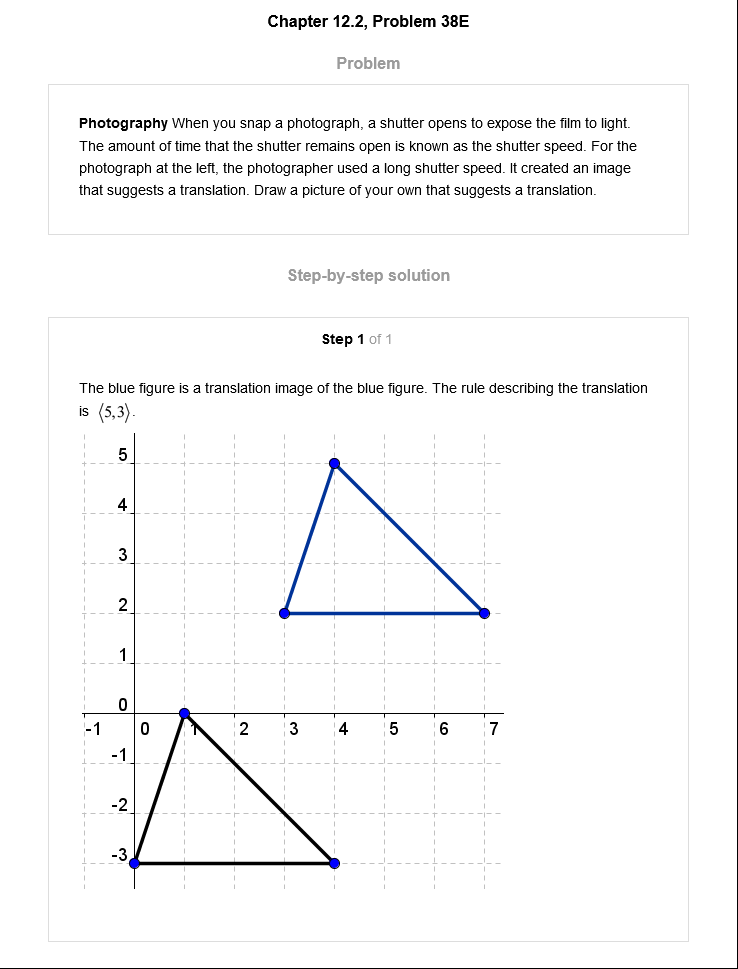 Chapter 12.2, Problem 38E
Problem
Photography When you snap a photograph, a shutter opens to expose the film to light.
The amount of time that the shutter remains open is known as the shutter speed. For the
photograph at the left, the photographer used a long shutter speed. It created an image
that suggests a translation. Draw a picture of your own that suggests a translation.
Step-by-step solution
Step 1 of 1
The blue figure is a translation image of the blue figure. The rule describing the translation
is ⟨5,3⟩.
5
4
3
2
1
0
-1 0 1 2 3 4 5 6 7
-1
-2
-3